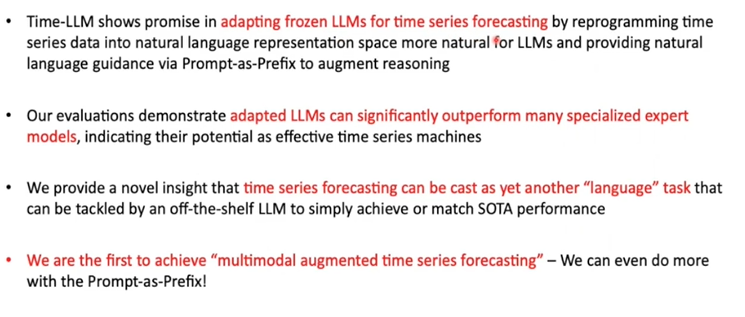 • Time-LLM shows promise in adapting frozen LLMs for time series forecasting by reprogramming time
series data into natural language representation space more natural for LLMs and providing natural
language guidance via Prompt-as-Prefix to augment reasoning
• Our evaluations demonstrate adapted LLMs can significantly outperform many specialized expert
models, indicating their potential as effective time series machines
• We provide a novel insight that time series forecasting can be cast as yet another “language” task that
can be tackled by an off-the-shelf LLM to simply achieve or match SOTA performance
• We are the first to achieve “multimodal augmented time series forecasting” – We can even do more
with the Prompt-as-Prefix!